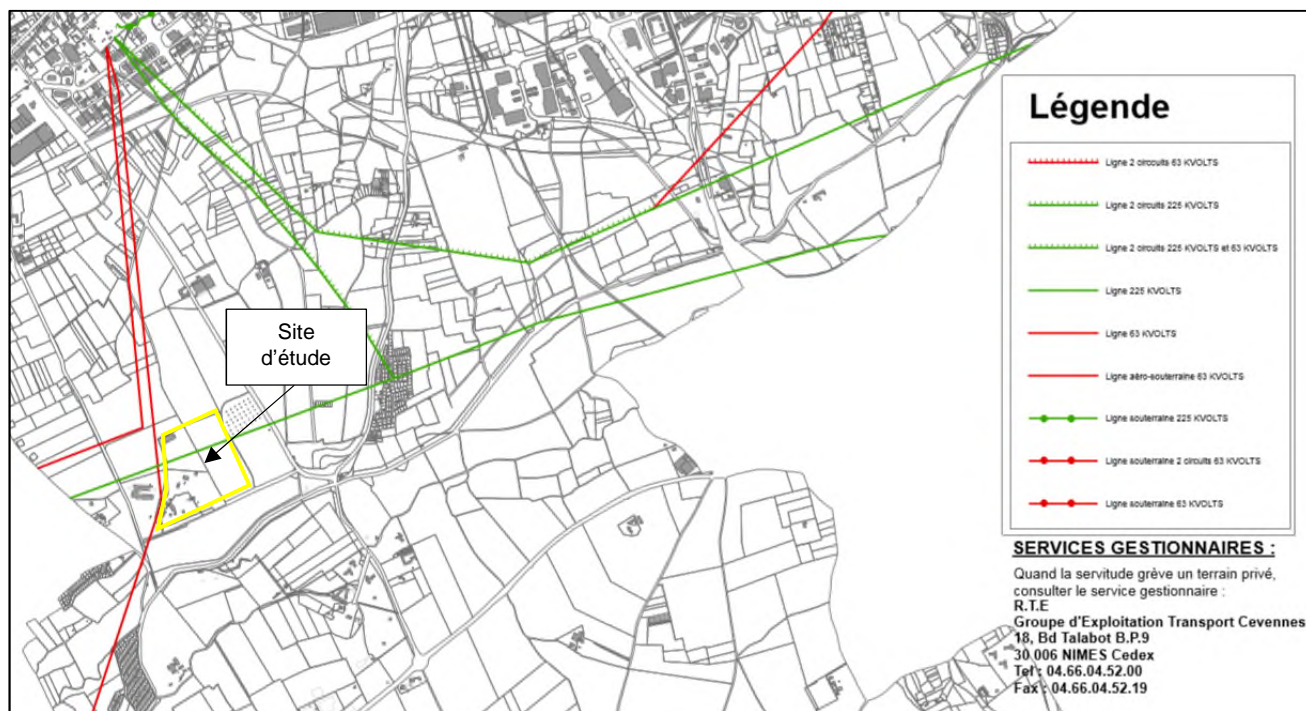 Site
d'étude
Légende
Ligne 2 circcuits 63 KVOLTS
Ligne 2 circuits 225 KVOLTS
Ligne 2 circuits 225 KVOLTS et 63 KVOLTS
Ligne 225 KVOLTS
Ligne 63 KVOLTS
Ligne aéro-souterraine 63 KVOLTS
Ligne souterraine 225 KVOLTS
Ligne souterraine 2 circuits 63 KVOLTS
Ligne souterraine 63 KVOLTS
SERVICES GESTIONNAIRES :
Quand la servitude grève un terrain privé,
consulter le service gestionnaire :
R.T.E
Groupe d'Exploitation Transport Cevennes
18, Bd Talabot B.P.9
30 006 NIMES Cedex
Tel : 04.66.04.52.00
Fax : 04.66.04.52.19